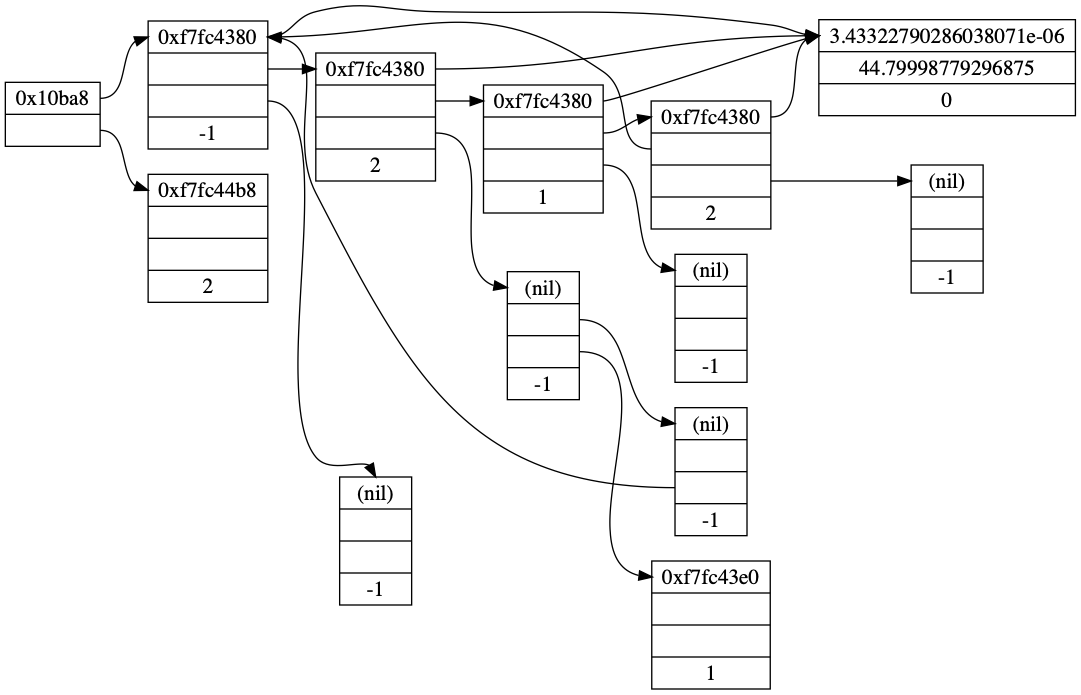 0x10ba8
0xf7fc4380
-1
0xf7fc44b8
2
0xf7fc4380
2
0xf7fc4380
1
0xf7fc4380
2
3.43322790286038071e-06
44.79998779296875
0
(nil)
-1
(nil)
-1
(nil)
-1
(nil)
-1
(nil)
-1
0xf7fc43e0
1